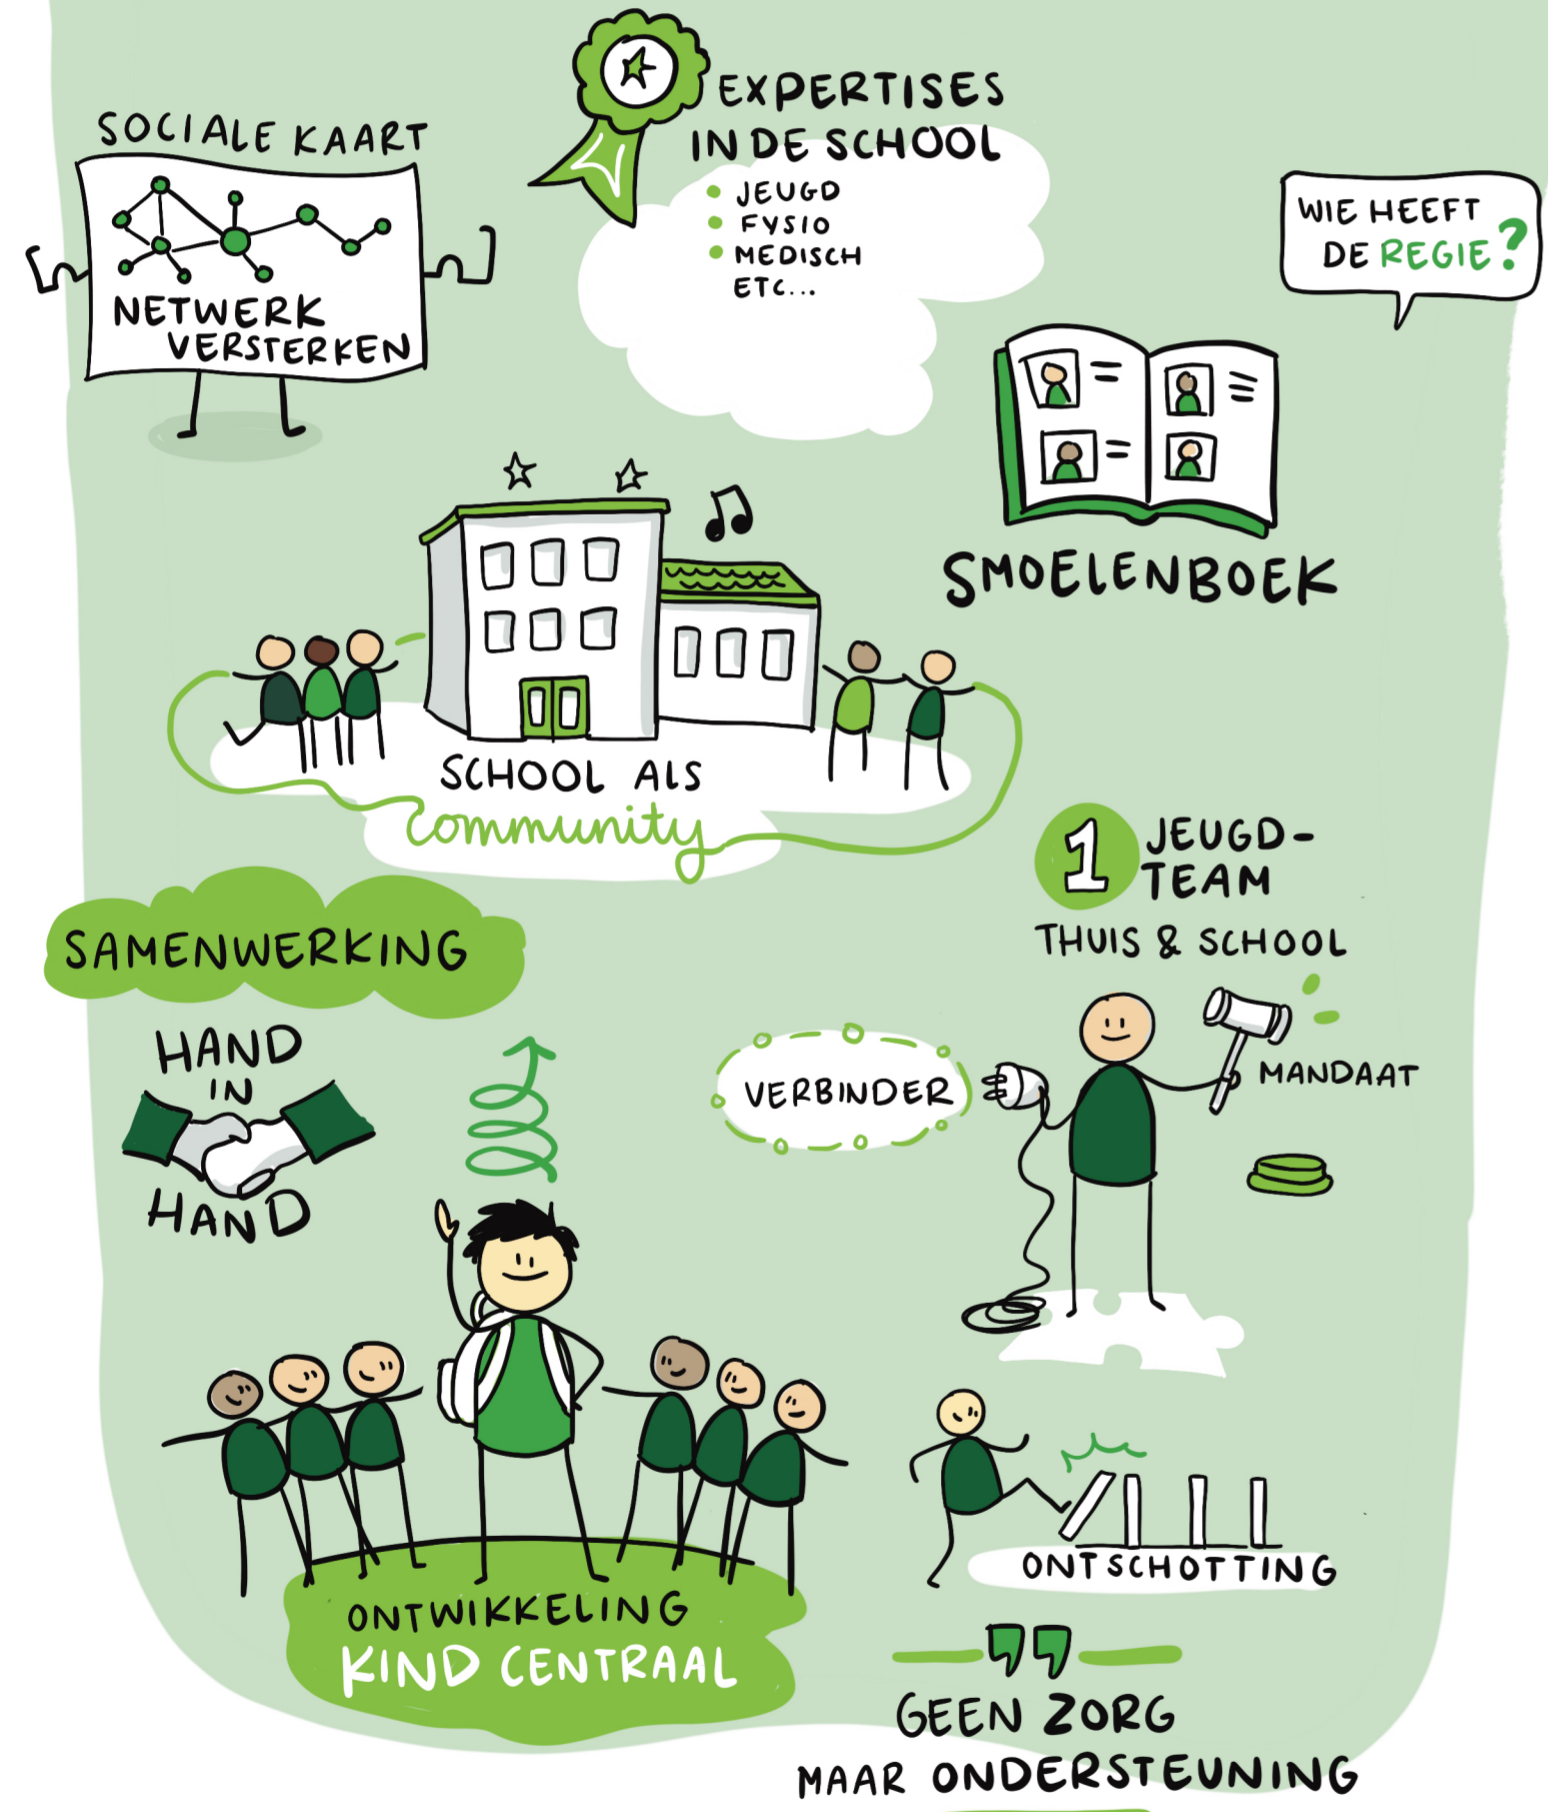 SOCIALE KAART
NETWERK
VERSTERKEN
EXPERTISES
IN DE SCHOOL
• JEUGD
• FYSIO
• MEDISCH
ETC...
WIE HEEFT
DE REGIE?
SMOELENBOEK
SCHOOL ALS
community
1 JEUGD-
TEAM
THUIS & SCHOOL
SAMENWERKING
HAND
IN
HAND
VERBINDER
MANDAAT
ONTWIKKELING
KIND CENTRAAL
ONTSCHOTTING
"
GEEN ZORG
MAAR ONDERSTEUNING